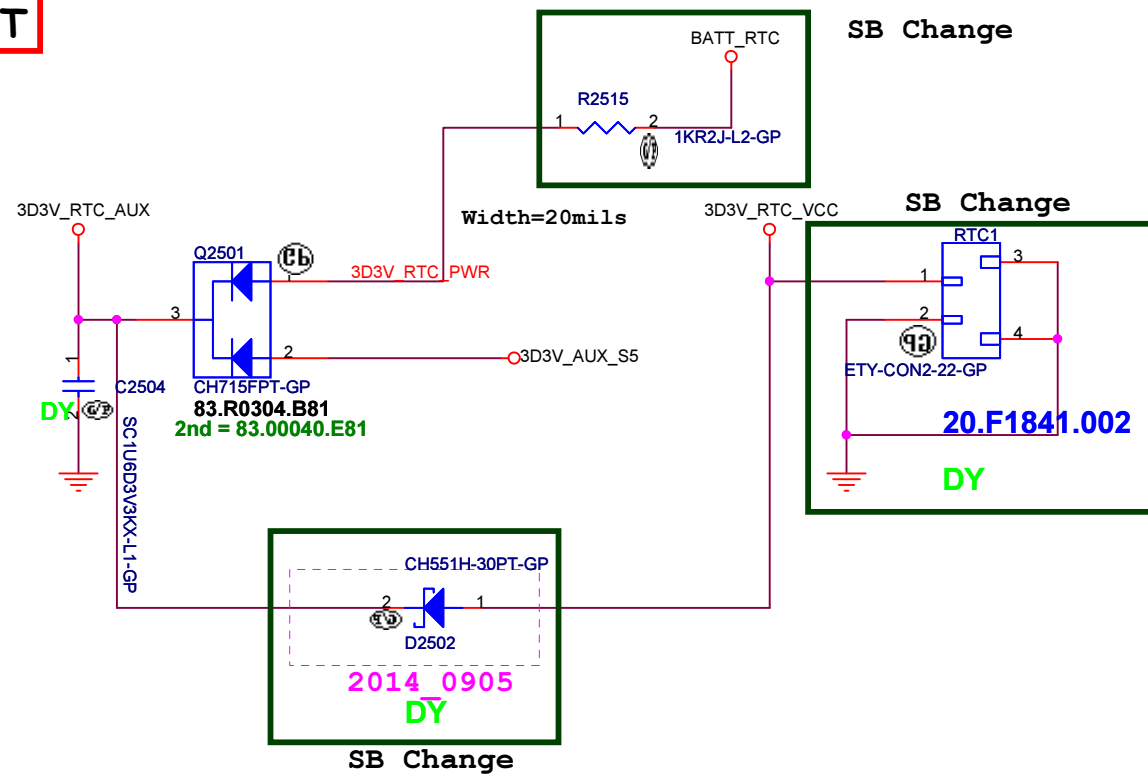 T
SB Change
BATT_RTC
R2515
1
2
1KR2J-L2-GP
3D3V_RTC_AUX
Width=20mils
3D3V_RTC_VCC
SB Change
RTC1
Q2501
1
3D3V_RTC_PWR
3
2
3D3V_AUX_S5
CH715FPT-GP
83.R0304.B81
2nd = 83.00040.E81
1
C2504
DY
2
SC1U6D3V3KX-L1-GP
1
3
2
4
ETY-CON2-22-GP
20.F1841.002
DY
CH551H-30PT-GP
2
1
D2502
2014_0905
DY
SB Change